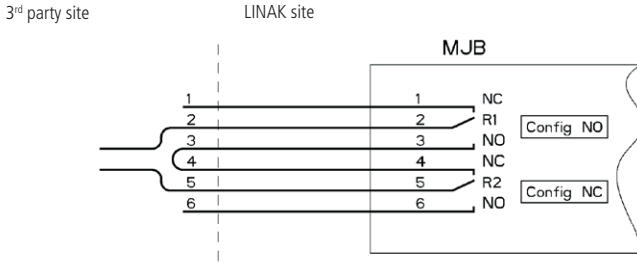 3rd party site LINAK site
MJB
1 1 NC
2 2 R1 Config NO
3 3 NO
4 4 NC
5 5 R2 Config NC
6 6 NO